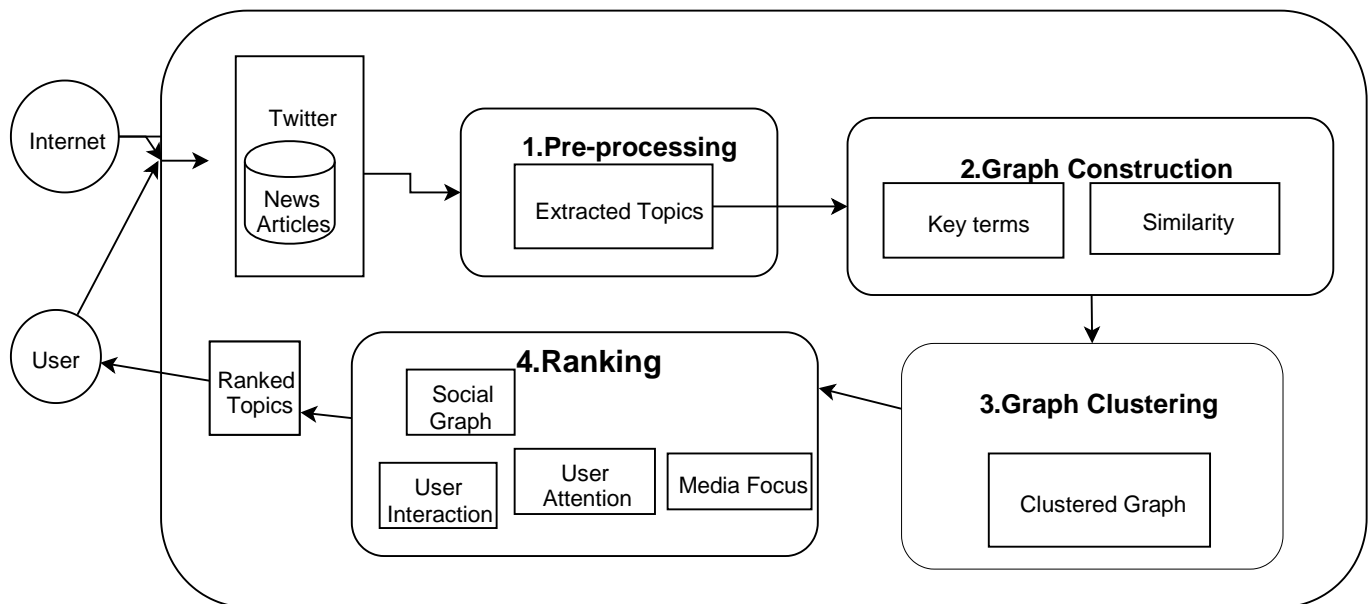 Internet
Twitter
News
Articles
1.Pre-processing
Extracted Topics
2.Graph Construction
Key terms
Similarity
User
Ranked
Topics
4.Ranking
Social
Graph
User
Interaction
User
Attention
Media Focus
3.Graph Clustering
Clustered Graph